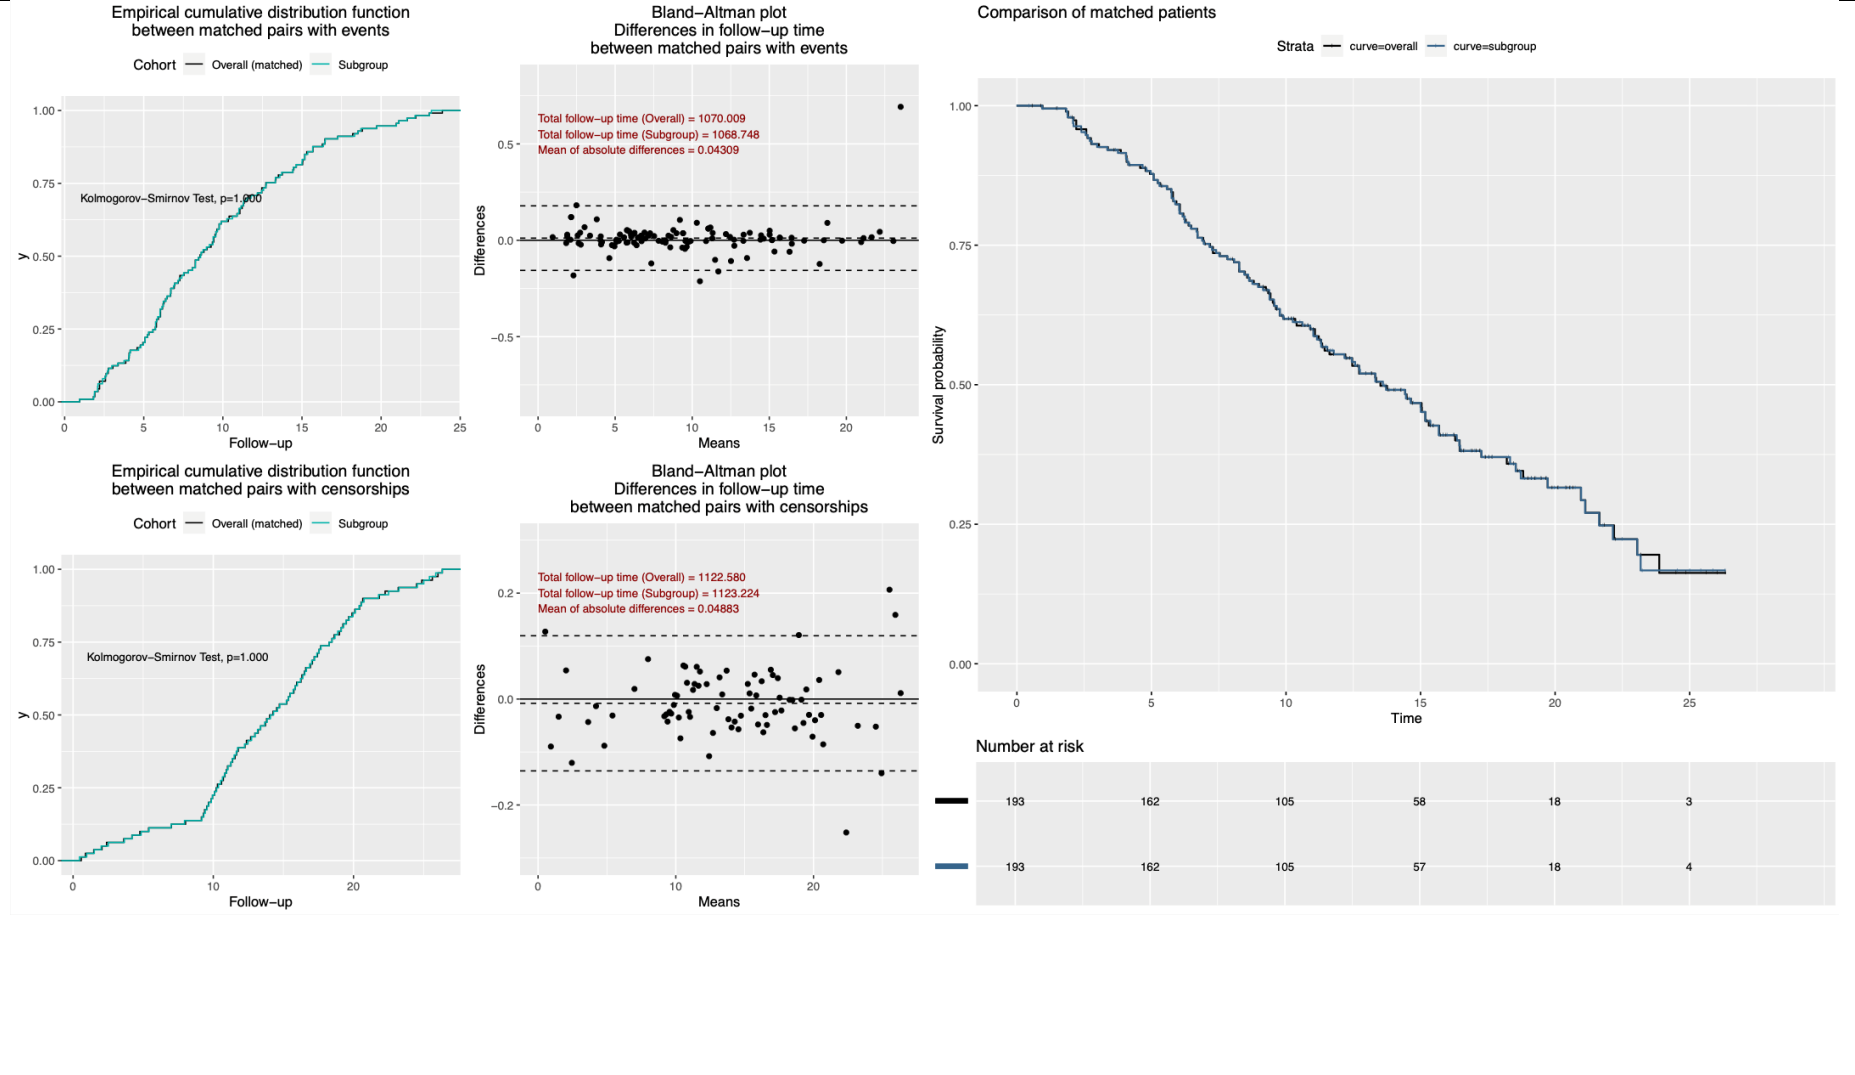 Empirical cumulative distribution function
between matched pairs with events
Cohort Overall (matched) Subgroup
1.00
0.75
0.50
0.25
0.00
y
Kolmogorov−Smirnov Test, p=1.000
0 5 10 15 20 25
Follow−up
Bland−Altman plot
Differences in follow−up time
between matched pairs with events
Total follow−up time (Overall) = 1070.009
Total follow−up time (Subgroup) = 1068.748
Mean of absolute differences = 0.04309
0.5
0.0
−0.5
Differences
0 5 10 15 20
Means
Empirical cumulative distribution function
between matched pairs with censorships
Cohort Overall (matched) Subgroup
1.00
0.75
0.50
0.25
0.00
y
Kolmogorov−Smirnov Test, p=1.000
0 10 20
Follow−up
Bland−Altman plot
Differences in follow−up time
between matched pairs with censorships
Total follow−up time (Overall) = 1122.580
Total follow−up time (Subgroup) = 1123.224
Mean of absolute differences = 0.04883
0.2
0.0
−0.2
Differences
0 10 20
Means
Comparison of matched patients
Strata curve=overall curve=subgroup
1.00
0.75
0.50
0.25
0.00
Survival probability
0 5 10 15 20 25
Time
Number at risk
193 162 105 58 18 3
193 162 105 57 18 4